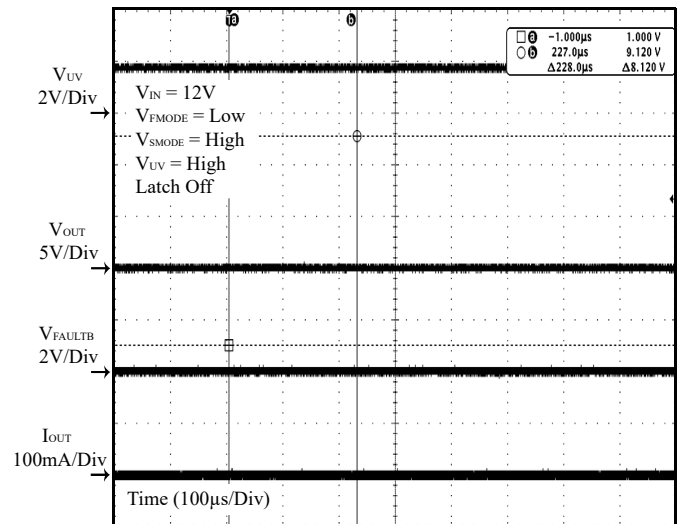 a
b
a −1.000μs 1.000 V
b 227.0μs 9.120 V
Δ228.0μs Δ8.120 V
VUV
2V/Div
VIN = 12V
VFMODE = Low
VSMODE = High
VUV = High
Latch Off
VOUT
5V/Div
VFAULTB
2V/Div
IOUT
100mA/Div
Time (100μs/Div)